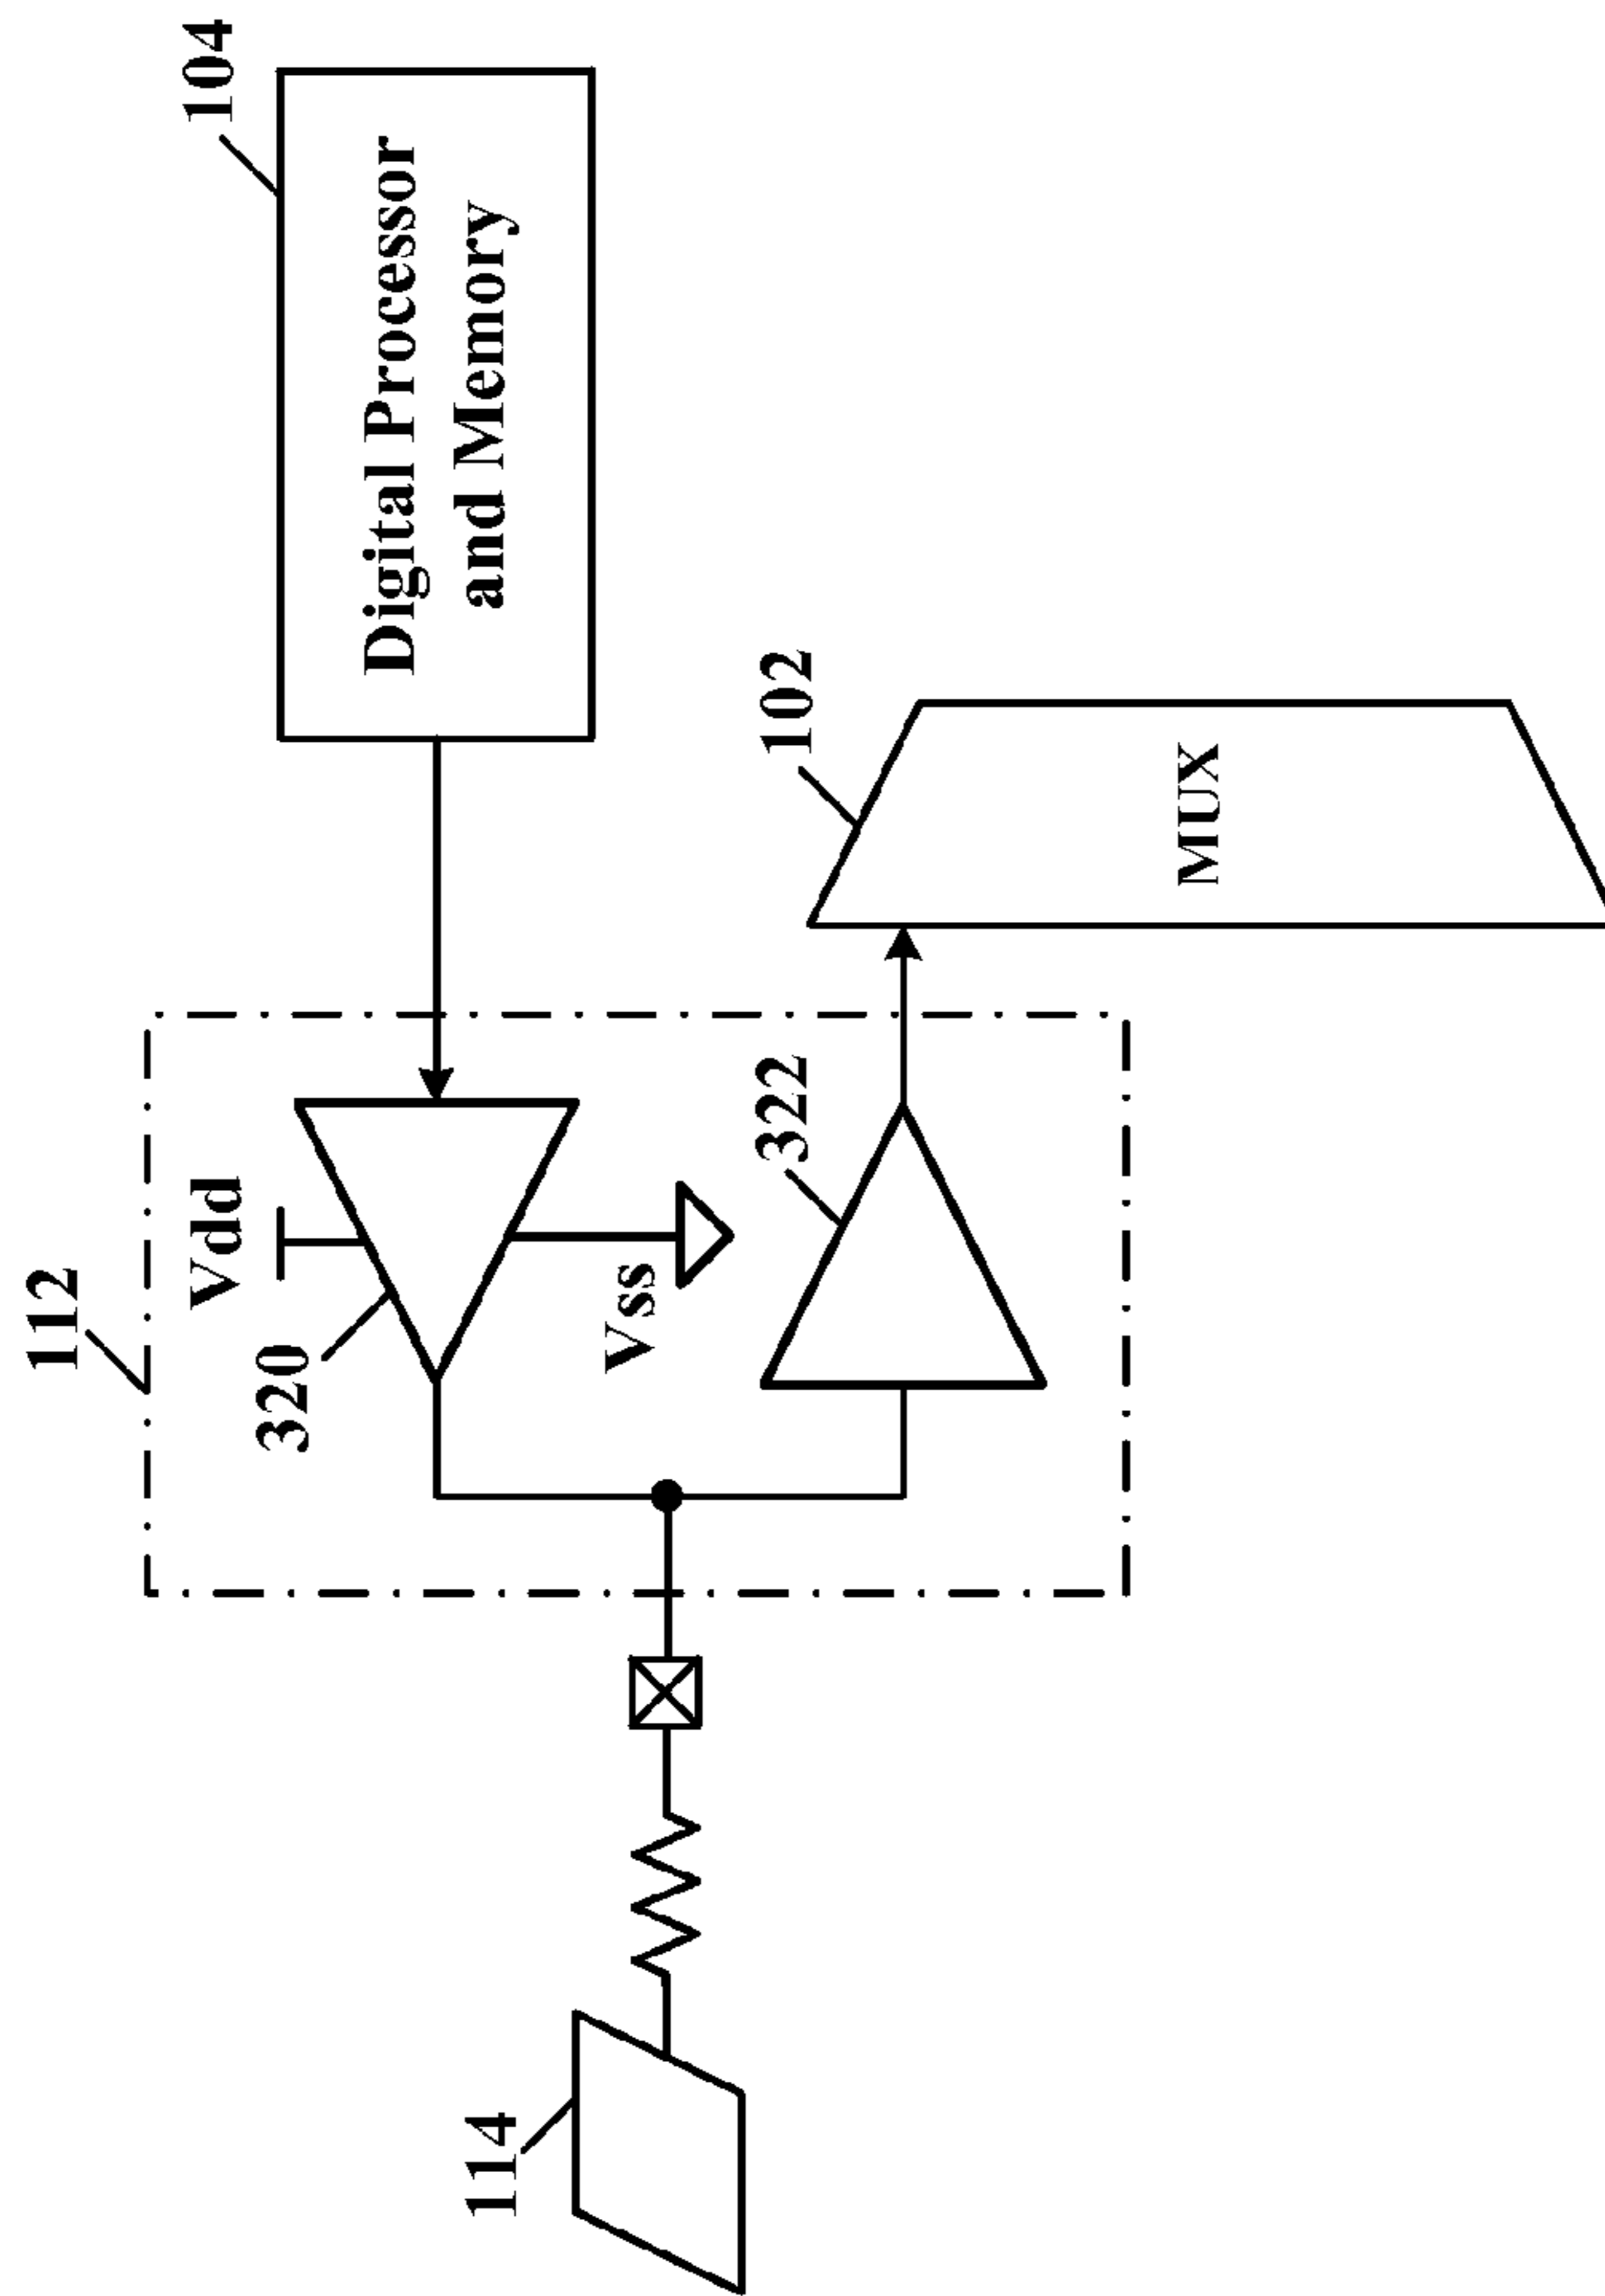 112
Vdd
320
Vss
322
104
Digital Processor
and Memory
102
MUX
114